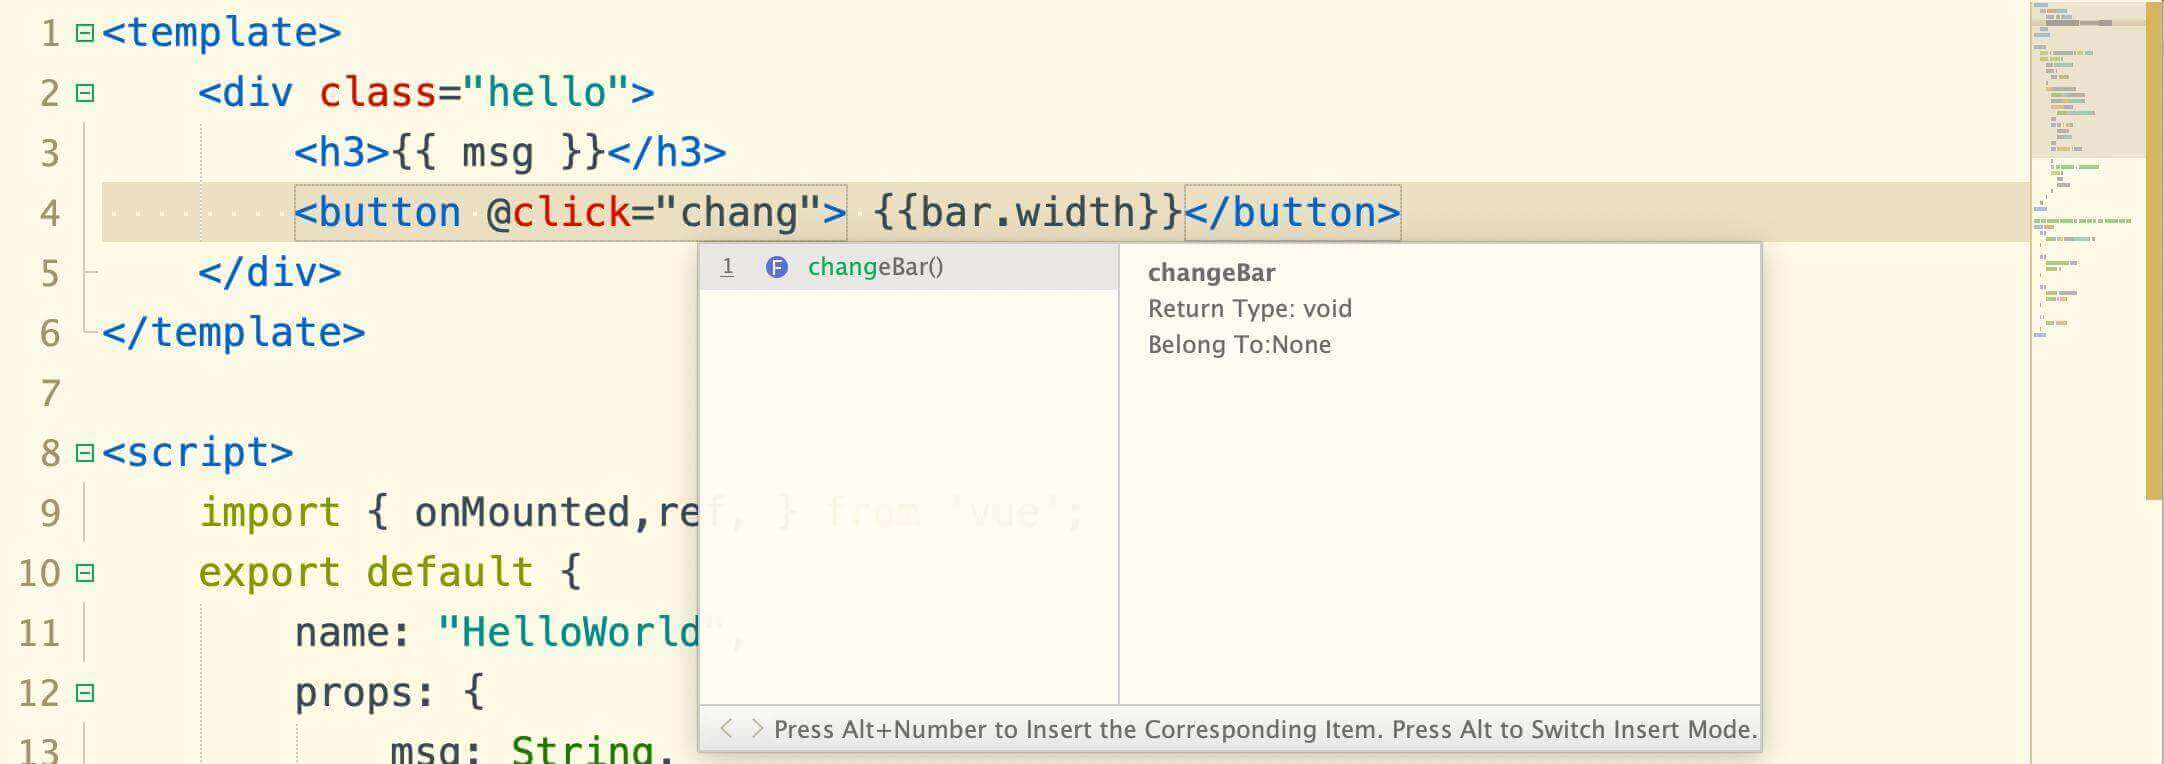 1 <template>
2 <div class="hello">
3 <h3>{{ msg }}</h3>
4 <button @click="chang"> {{bar.width}}</button>
1 F changeBar()
changeBar
Return Type: void
Belong To:None
5 </div>
6 </template>
7
8 <script>
9 import { onMounted,ref, } from 'vue';
10 export default {
11 name: "HelloWorld",
12 props: {
13 msg: String,
< > Press Alt+Number to Insert the Corresponding Item. Press Alt to Switch Insert Mode.